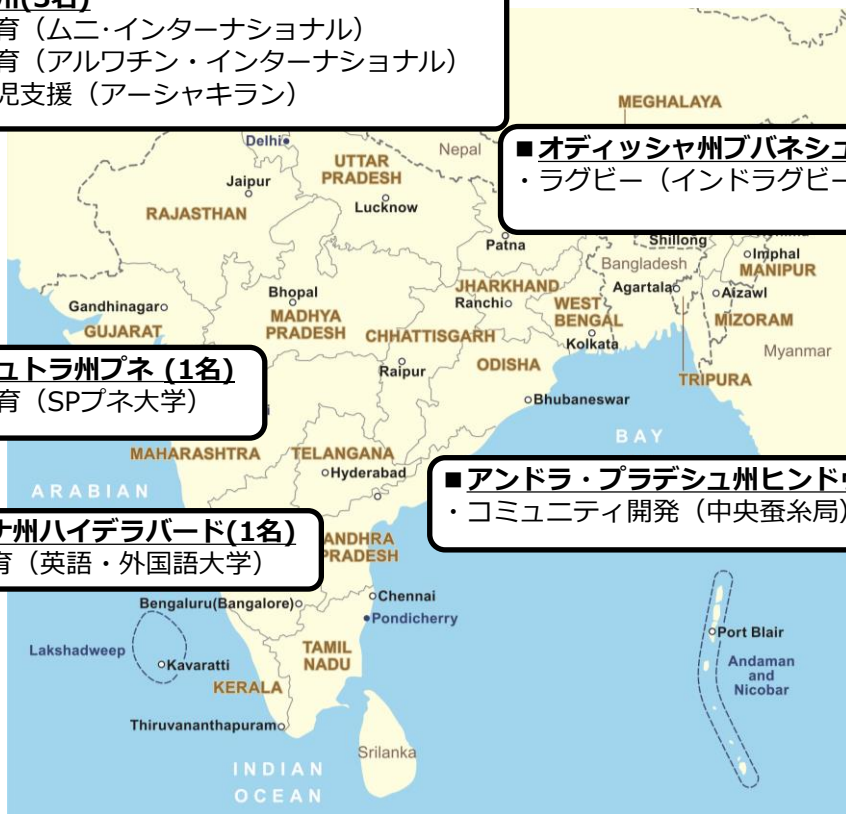 州(3名)
育（ムニ･インターナショナル）
育（アルワチン・インターナショナル）
児支援（アーシャキラン）
MEGHALAYA
Delhi
Nepal
■オディッシャ州ブバネシュ
・ラグビー（インドラグビー
UTTAR
PRADESH
Jaipur
Lucknow
RAJASTHAN
Patna
Shillong
Imphal
Bangladesh
MANIPUR
Gandhinagar
GUJARAT
Bhopal
MADHYA
PRADESH
JHARKHAND
Ranchi
WEST
BENGAL
Agartala
Aizawl
MIZORAM
CHHATTISGARH
Kolkata
Myanmar
Raipur
ODISHA
TRIPURA
ュトラ州プネ (1名)
育（SPプネ大学）
Bhubaneswar
BAY
MAHARASHTRA
TELANGANA
Hyderabad
ARABIAN
■アンドラ・プラデシュ州ヒンドゥ
・コミュニティ開発（中央蚕糸局）
ナ州ハイデラバード(1名)
育（英語・外国語大学）
ANDHRA
PRADESH
Bengaluru(Bangalore)
Chennai
Pondicherry
Lakshadweep
Kavaratti
TAMIL
NADU
KERALA
Port Blair
Andaman
and
Nicobar
Thiruvananthapuram
Srilanka
INDIAN
OCEAN